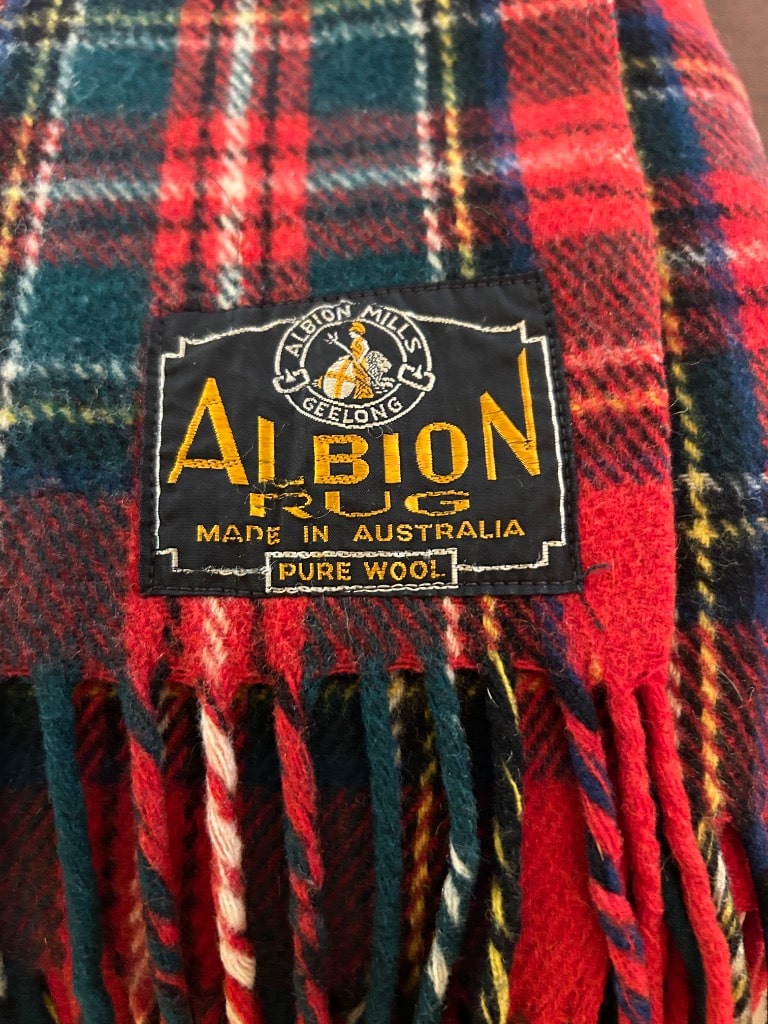 ALBION MILLS
GEELONG
ALBION
RUG
MADE IN AUSTRALIA
PURE WOOL